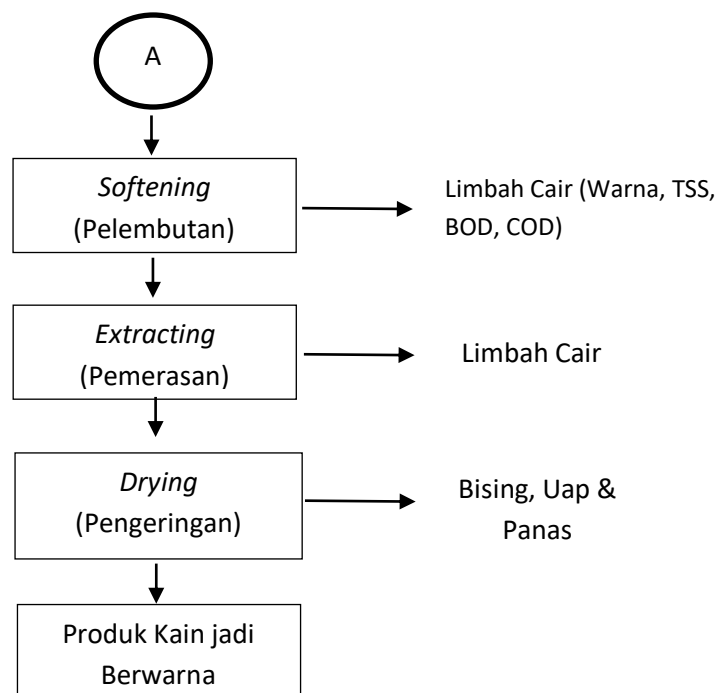 A
Softening
(Pelembutan)
Limbah Cair (Warna, TSS,
BOD, COD)
Extracting
(Pemerasan)
Limbah Cair
Drying
(Pengeringan)
Bising, Uap &
Panas
Produk Kain jadi
Berwarna